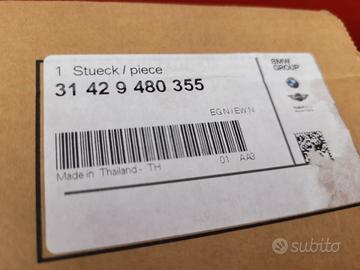 1 Stueck / piece
31 42 9 480 355
BMW
GROUP
EGN/EWN
Made in Thailand - TH
01 AA3
subito